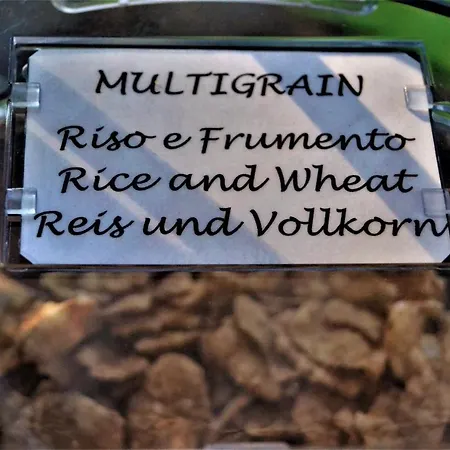 MULTIGRAIN
Riso e Frumento
Rice and Wheat
Reis und Vollkorn